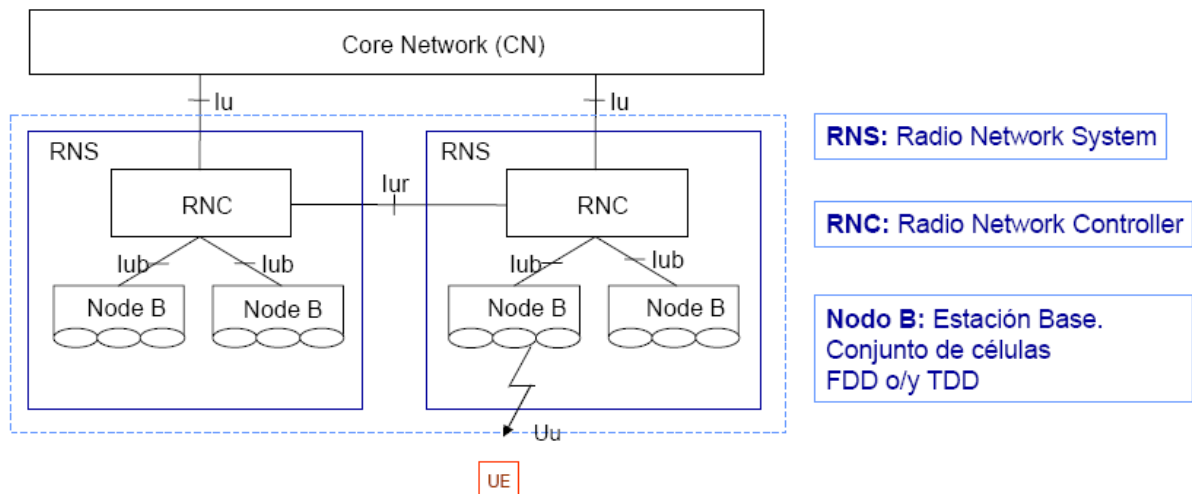 Core Network (CN)
Iu
Iu
RNS
RNS
RNC
Iur
RNC
Iub
Iub
Iub
Iub
Node B
Node B
Node B
Node B
Uu
UE
RNS: Radio Network System
RNC: Radio Network Controller
Nodo B: Estación Base.
Conjunto de células
FDD o/y TDD